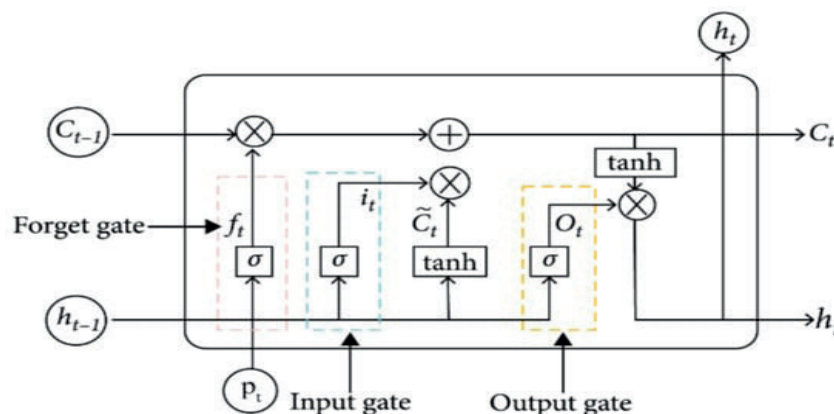 h_t
C_{t-1}
×
+
C_t
tanh
i_t
×
×
Forget gate
f_t
C̃_t
O_t
σ
σ
tanh
σ
h_{t-1}
h
p_t
Input gate
Output gate